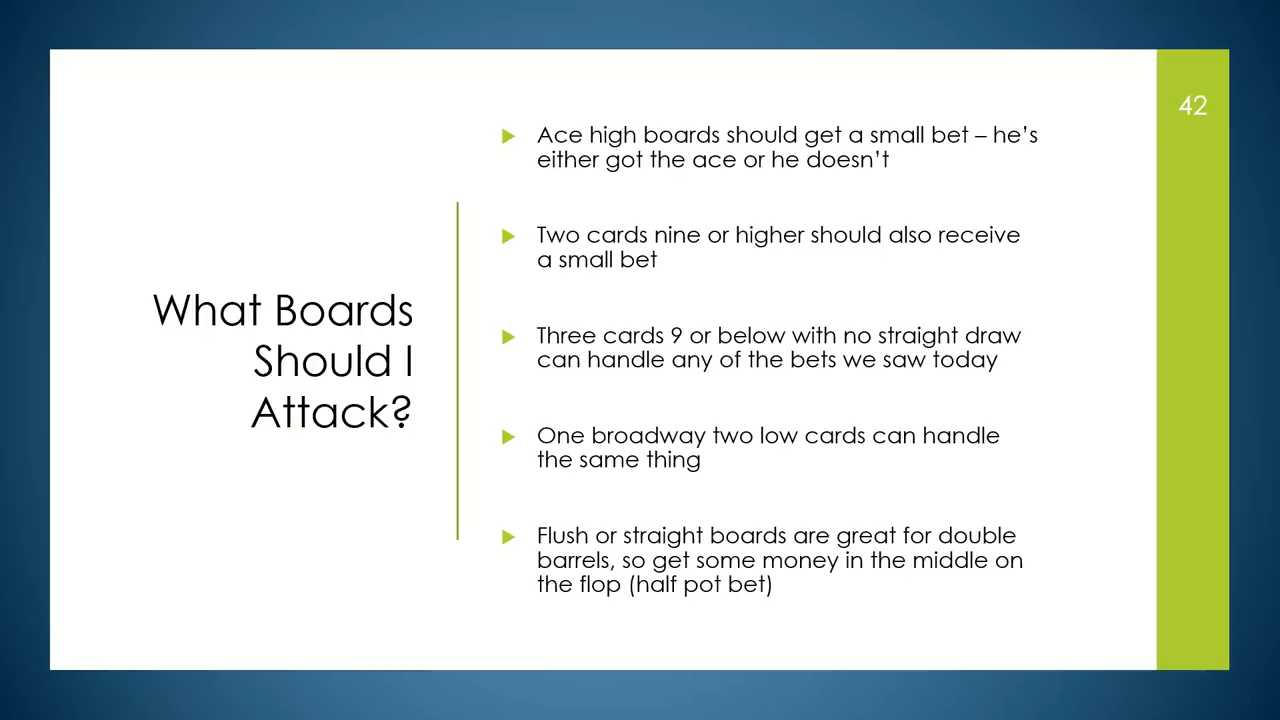 42
What Boards
Should I
Attack?
Ace high boards should get a small bet – he's
either got the ace or he doesn't
Two cards nine or higher should also receive
a small bet
Three cards 9 or below with no straight draw
can handle any of the bets we saw today
One broadway two low cards can handle
the same thing
Flush or straight boards are great for double
barrels, so get some money in the middle on
the flop (half pot bet)